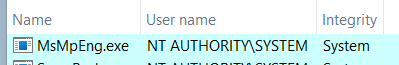 Name User name Integrity
MsMpEng.exe NT AUTHORITY\SYSTEM System